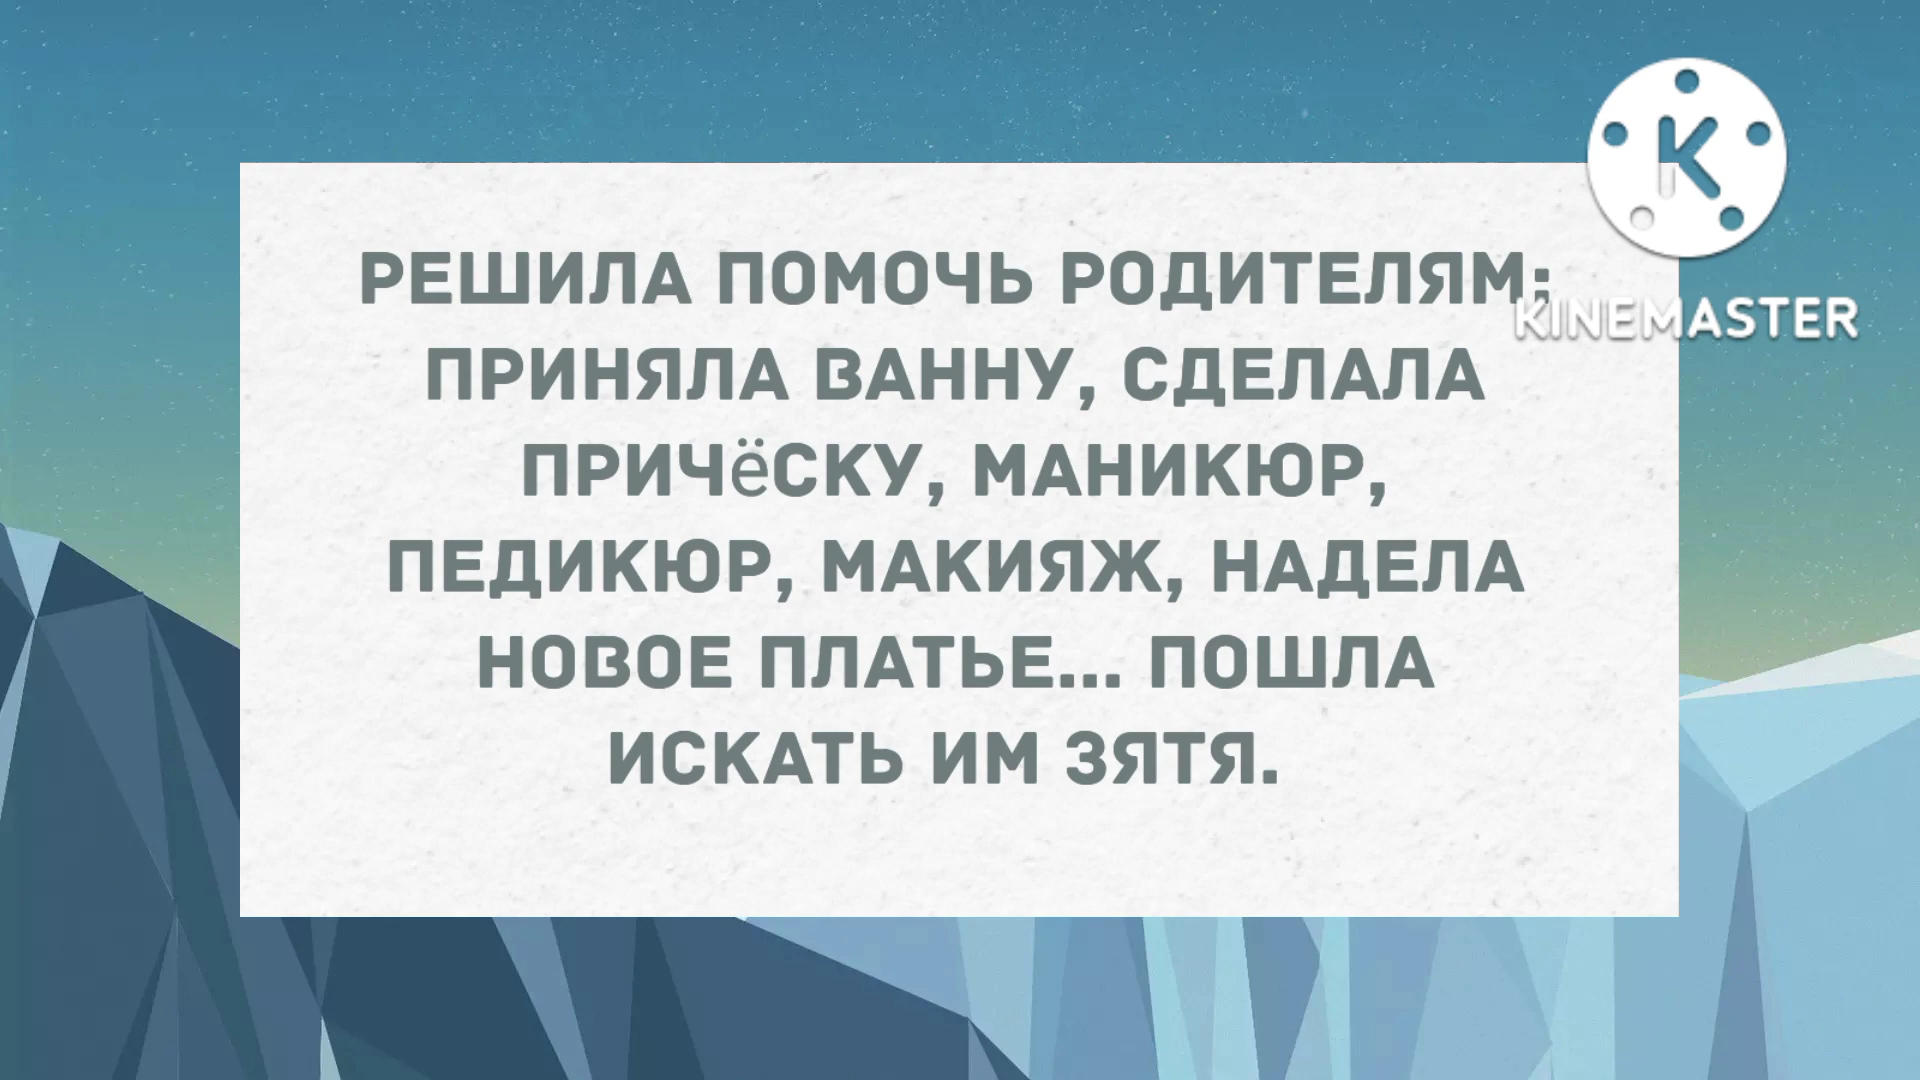 РЕШИЛА ПОМОЧЬ РОДИТЕЛЯМ:
ПРИНЯЛА ВАННУ, СДЕЛАЛА
ПРИЧёСКУ, МАНИКЮР,
ПЕДИКЮР, МАКИЯЖ, НАДЕЛА
НОВОЕ ПЛАТЬЕ... ПОШЛА
ИСКАТЬ ИМ ЗЯТЯ.
K
KINEMASTER